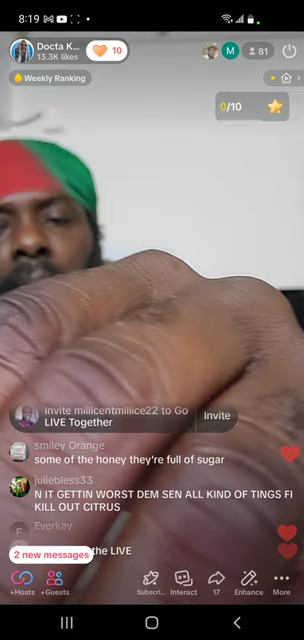 8:19
Docta K...
13.3K likes
10
M
81
Weekly Ranking
0/10
Invite millicentmillice22 to Go
LIVE Together
Invite
smiley Orange
some of the honey they're full of sugar
juliebless33
N IT GETTIN WORST DEM SEN ALL KIND OF TINGS FI
KILL OUT CITRUS
E
Everkay
2 new messages
the LIVE
+Hosts
+Guests
Subscri...
Interact
17
Enhance
More